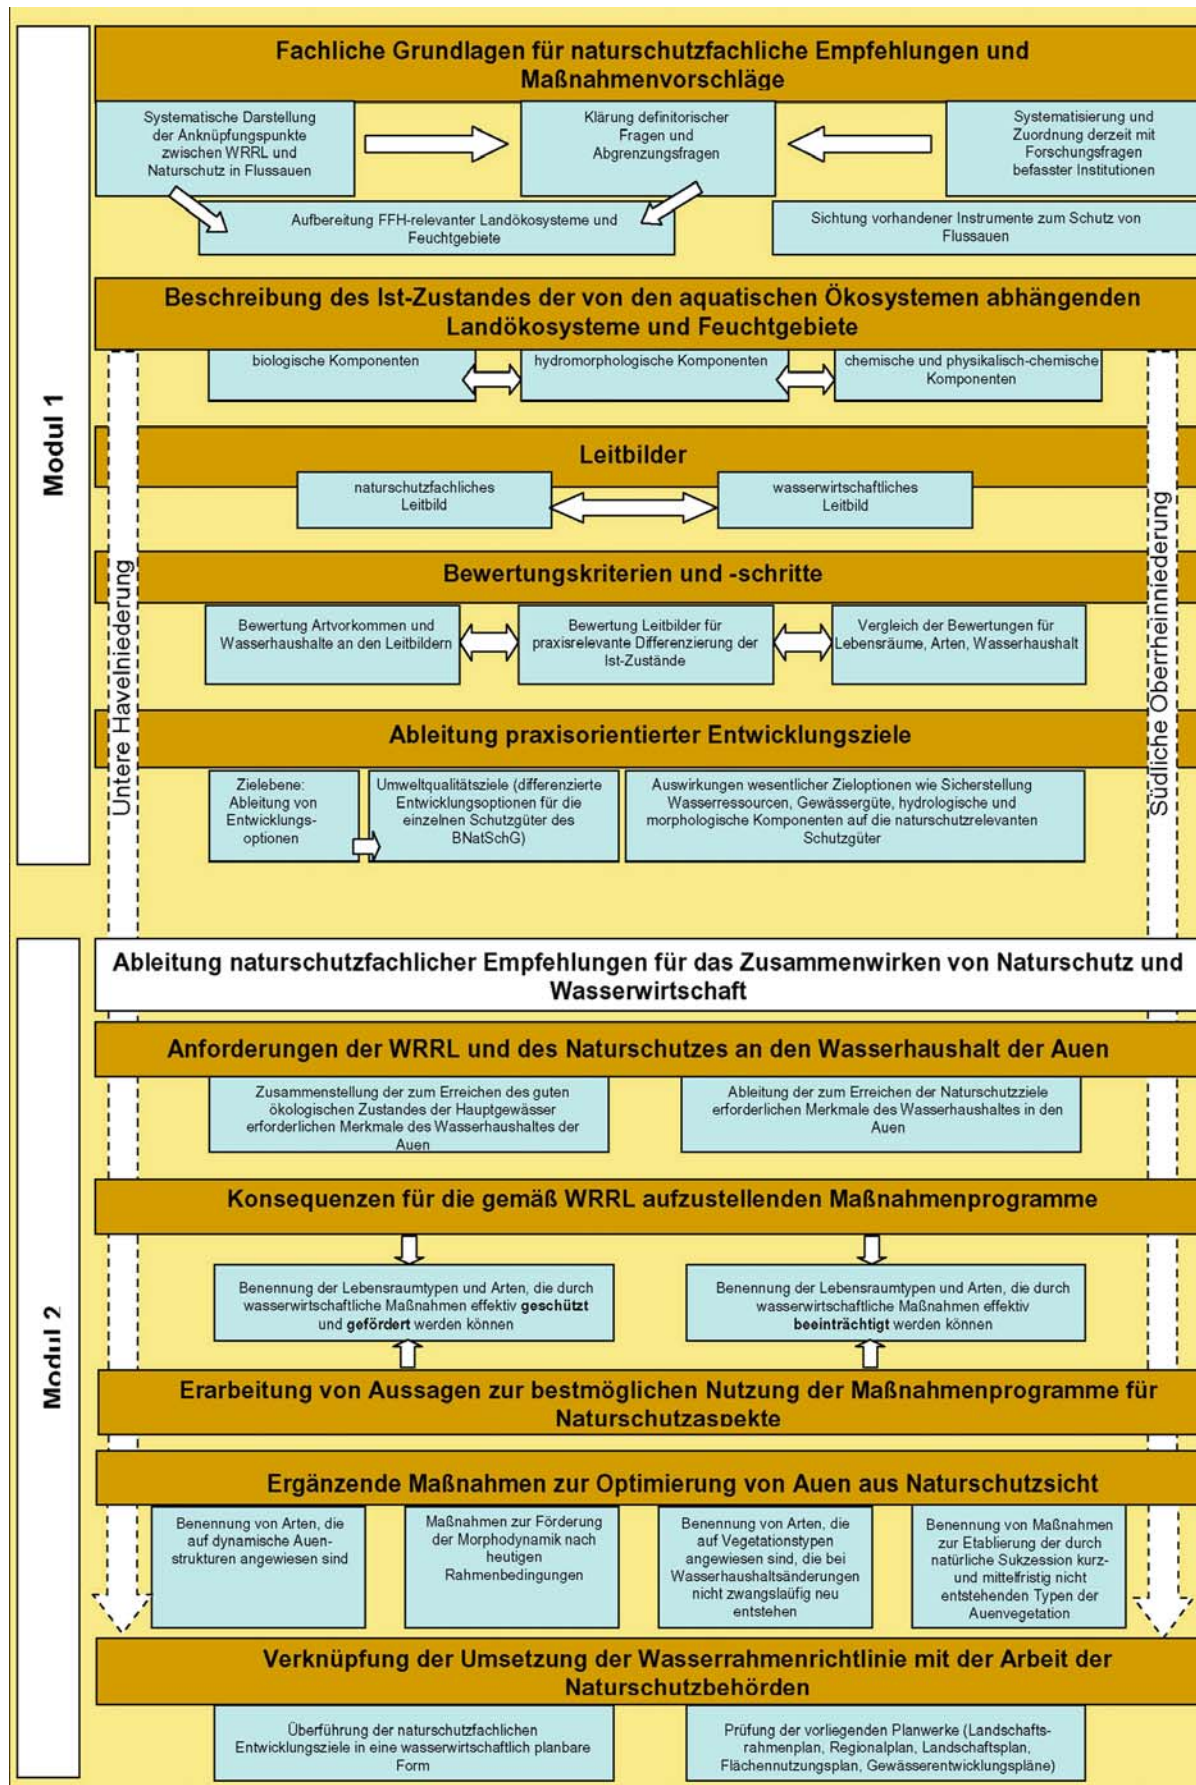 Modul 1
Fachliche Grundlagen für naturschutzfachliche Empfehlungen und
Maßnahmenvorschläge
Systematische Darstellung
der Anknüpfungspunkte
zwischen WRRL und
Naturschutz in Flussauen
Klärung definitorischer
Fragen und
Abgrenzungsfragen
Systematisierung und
Zuordnung derzeit mit
Forschungsfragen
befasster Institutionen
Aufbereitung FFH-relevanter Landökosysteme und
Feuchtgebiete
Sichtung vorhandener Instrumente zum Schutz von
Flussauen
Beschreibung des Ist-Zustandes der von den aquatischen Ökosystemen abhängenden
Landökosysteme und Feuchtgebiete
biologische Komponenten
hydromorphologische Komponenten
chemische und physikalisch-chemische
Komponenten
Leitbilder
naturschutzfachliches
Leitbild
wasserwirtschaftliches
Leitbild
Untere Havelniederung
Südliche Oberrheinniederung
Bewertungskriterien und -schritte
Bewertung Artvorkommen und
Wasserhaushalte an den Leitbildern
Bewertung Leitbilder für
praxisrelevante Differenzierung der
Ist-Zustände
Vergleich der Bewertungen für
Lebensräume, Arten, Wasserhaushalt
Ableitung praxisorientierter Entwicklungsziele
Zielebene:
Ableitung von
Entwicklungs-
optionen
Umweltqualitätsziele (differenzierte
Entwicklungsoptionen für die
einzelnen Schutzgüter des
BNatSchG)
Auswirkungen wesentlicher Zieloptionen wie Sicherstellung
Wasserressourcen, Gewässergüte, hydrologische und
morphologische Komponenten auf die naturschutzrelevanten
Schutzgüter
Modul 2
Ableitung naturschutzfachlicher Empfehlungen für das Zusammenwirken von Naturschutz und
Wasserwirtschaft
Anforderungen der WRRL und des Naturschutzes an den Wasserhaushalt der Auen
Zusammenstellung der zum Erreichen des guten
ökologischen Zustandes der Hauptgewässer
erforderlichen Merkmale des Wasserhaushaltes der
Auen
Ableitung der zum Erreichen der Naturschutzziele
erforderlichen Merkmale des Wasserhaushaltes in den
Auen
Konsequenzen für die gemäß WRRL aufzustellenden Maßnahmenprogramme
Benennung der Lebensraumtypen und Arten, die durch
wasserwirtschaftliche Maßnahmen effektiv geschützt
und gefördert werden können
Benennung der Lebensraumtypen und Arten, die durch
wasserwirtschaftliche Maßnahmen effektiv
beeinträchtigt werden können
Erarbeitung von Aussagen zur bestmöglichen Nutzung der Maßnahmenprogramme für
Naturschutzaspekte
Ergänzende Maßnahmen zur Optimierung von Auen aus Naturschutzsicht
Benennung von Arten, die
auf dynamische Auen-
strukturen angewiesen sind
Maßnahmen zur Förderung
der Morphodynamik nach
heutigen
Rahmenbedingungen
Benennung von Arten, die
auf Vegetationstypen
angewiesen sind, die bei
Wasserhaushaltsänderungen
nicht zwangslaüfig neu
entstehen
Benennung von Maßnahmen
zur Etablierung der durch
natürliche Sukzession kurz-
und mittelfristig nicht
entstehenden Typen der
Auenvegetation
Verknüpfung der Umsetzung der Wasserrahmenrichtlinie mit der Arbeit der
Naturschutzbehörden
Überführung der naturschutzfachlichen
Entwicklungsziele in eine wasserwirtschaftlich planbare
Form
Prüfung der vorliegenden Planwerke (Landschafts-
rahmenplan, Regionalplan, Landschaftsplan,
Flächennutzungsplan, Gewässerentwicklungspläne)